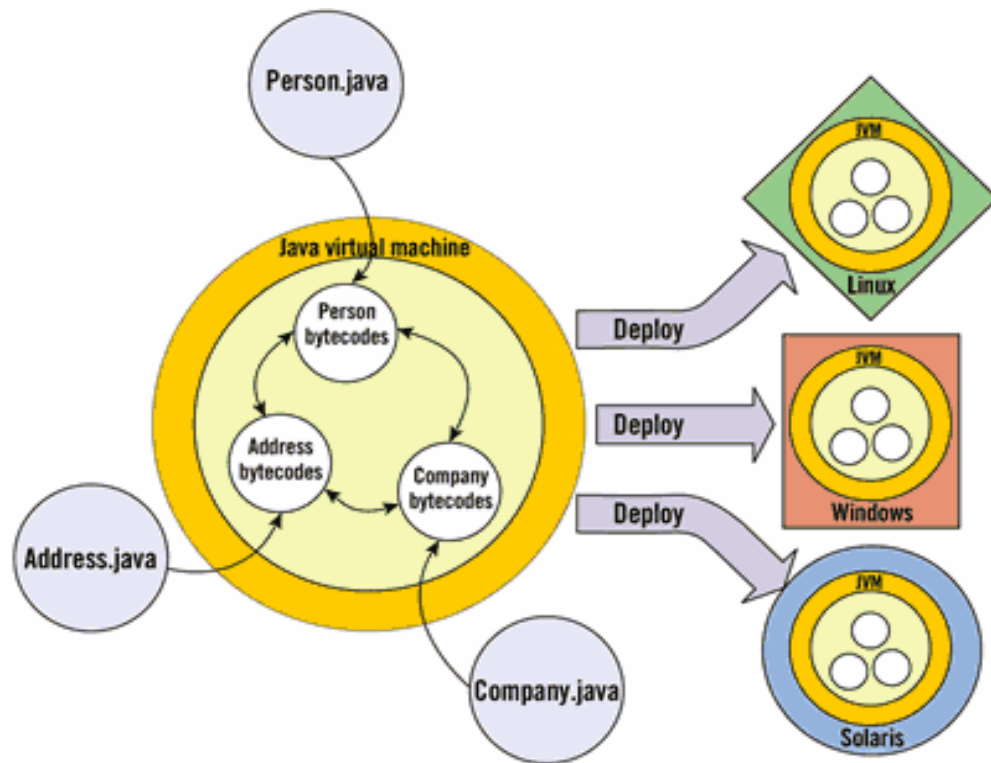 Person.java
Java virtual machine
Person
bytecodes
Address
bytecodes
Company
bytecodes
Address.java
Company.java
Deploy
Deploy
Deploy
JVM
Linux
JVM
Windows
JVM
Solaris